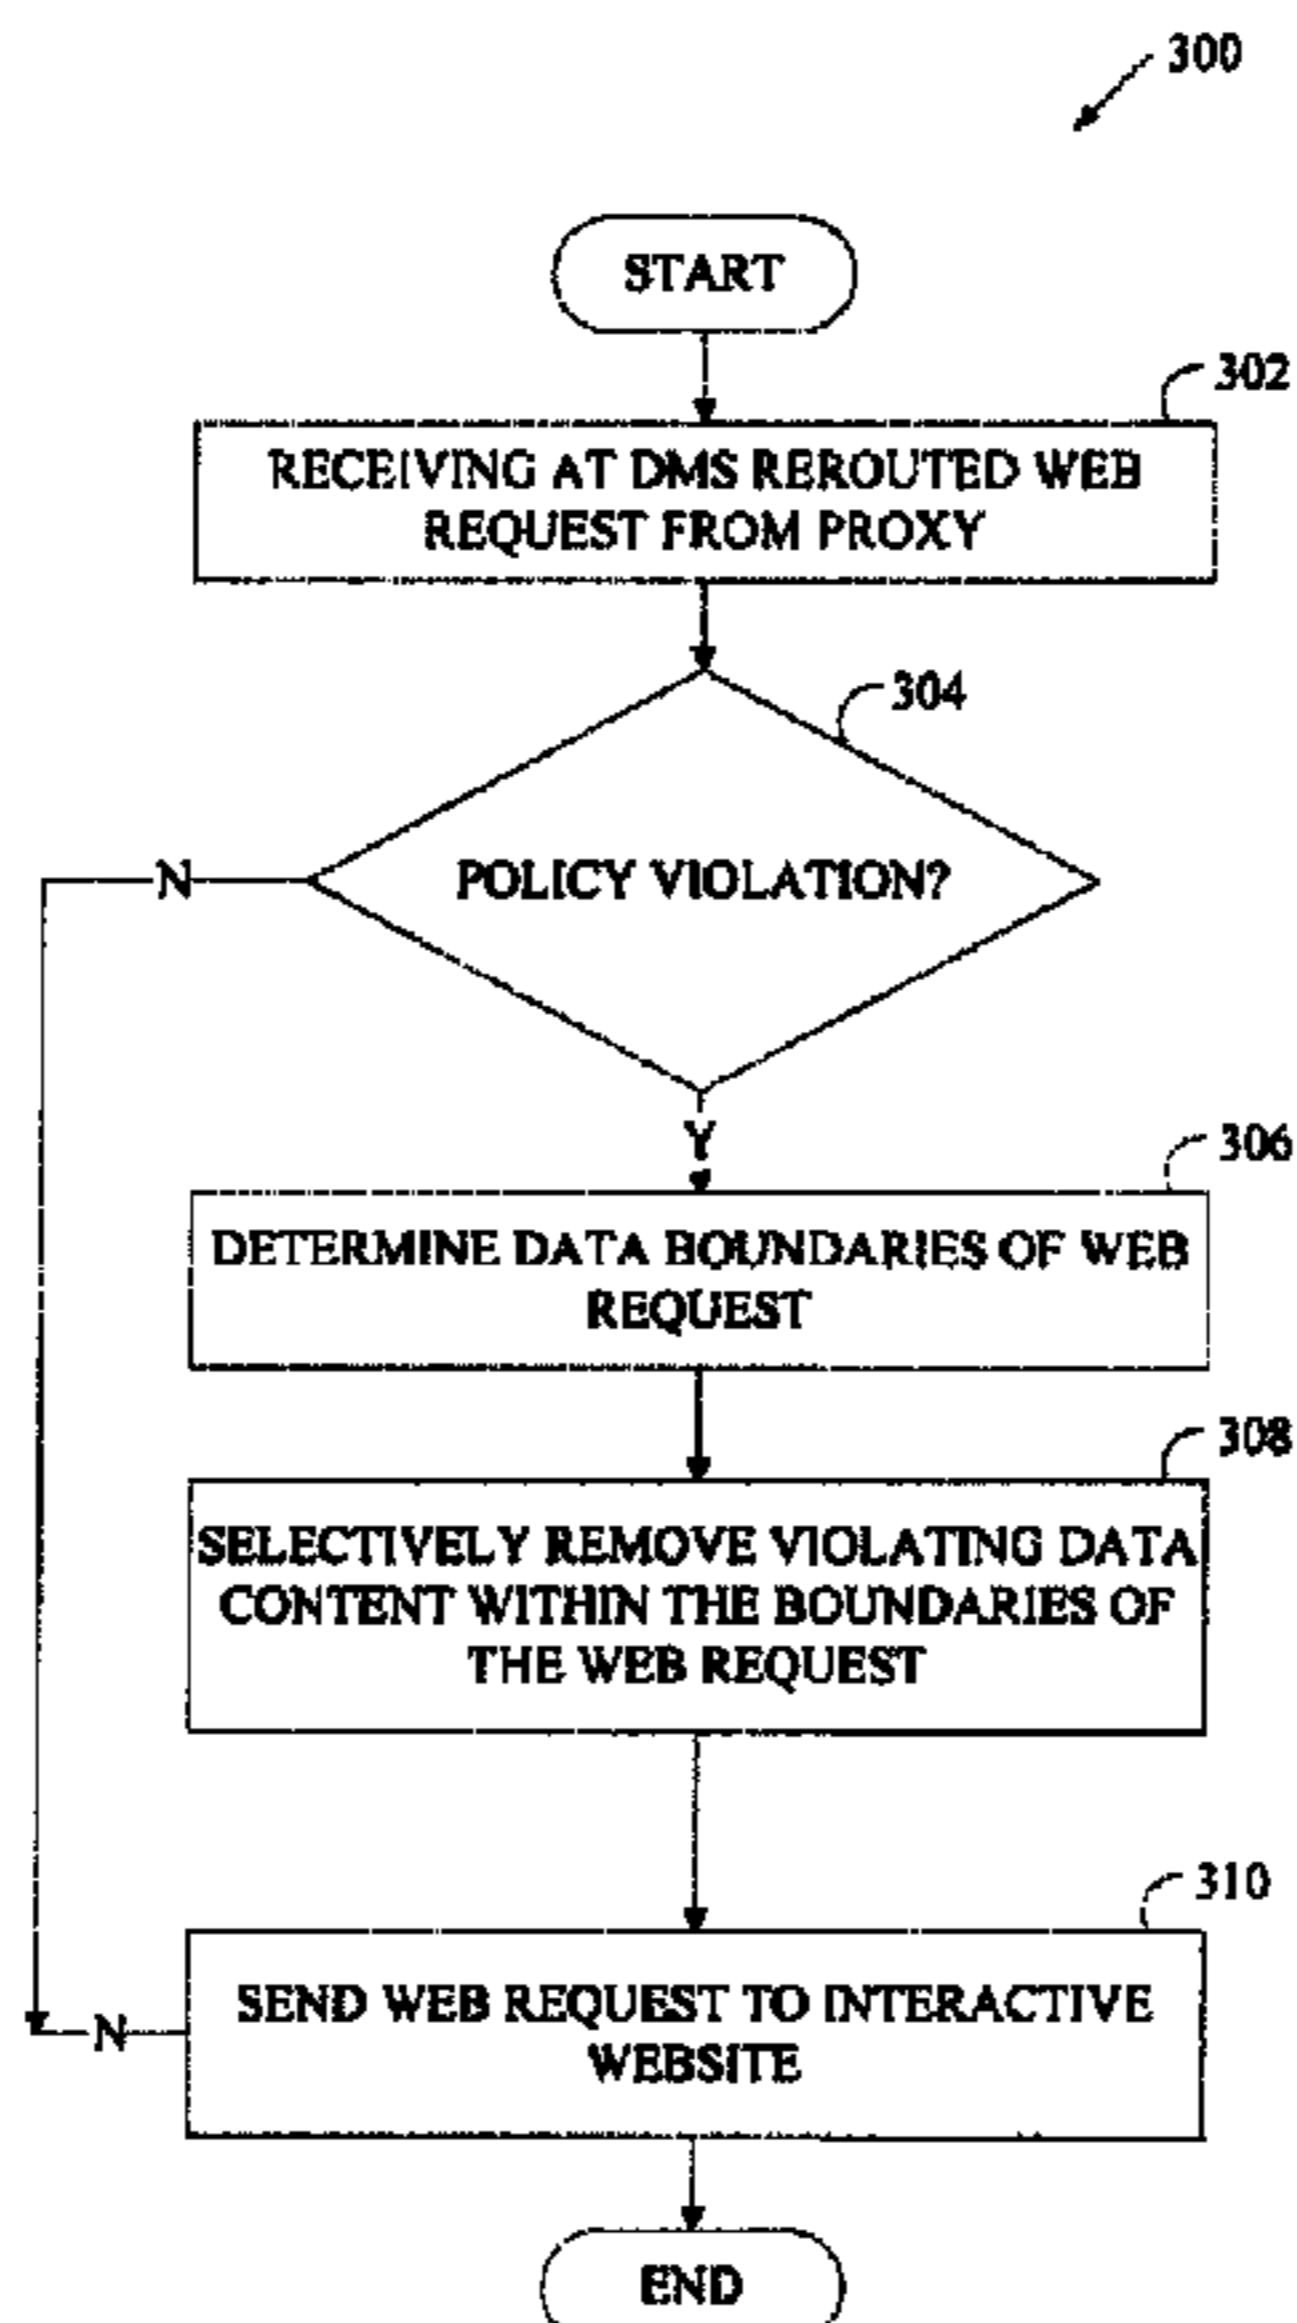 300
START
302
RECEIVING AT DMS REROUTED WEB
REQUEST FROM PROXY
304
N
POLICY VIOLATION?
Y
306
DETERMINE DATA BOUNDARIES OF WEB
REQUEST
308
SELECTIVELY REMOVE VIOLATING DATA
CONTENT WITHIN THE BOUNDARIES OF
THE WEB REQUEST
310
SEND WEB REQUEST TO INTERACTIVE
WEBSITE
N
END